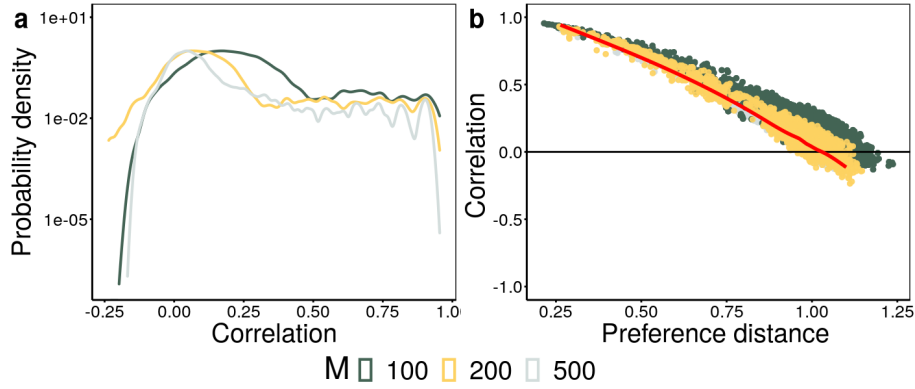 a
Probability density
1e+01
1e-02
1e-05
-0.25 0.00 0.25 0.50 0.75 1.0
Correlation
b
Correlation
1.0
0.5
0.0
-0.5
-1.0
0.25 0.50 0.75 1.00 1.25
Preference distance
M 100 200 500